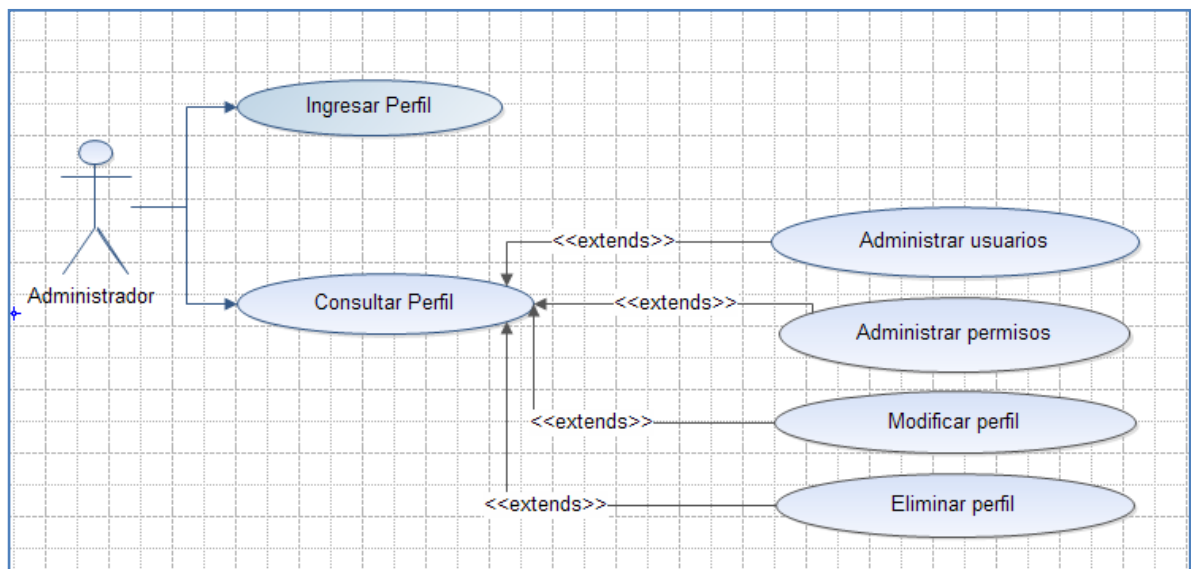 Ingresar Perfil
Administrador
Consultar Perfil
<<extends>>
Administrar usuarios
<<extends>>
Administrar permisos
<<extends>>
Modificar perfil
<<extends>>
Eliminar perfil